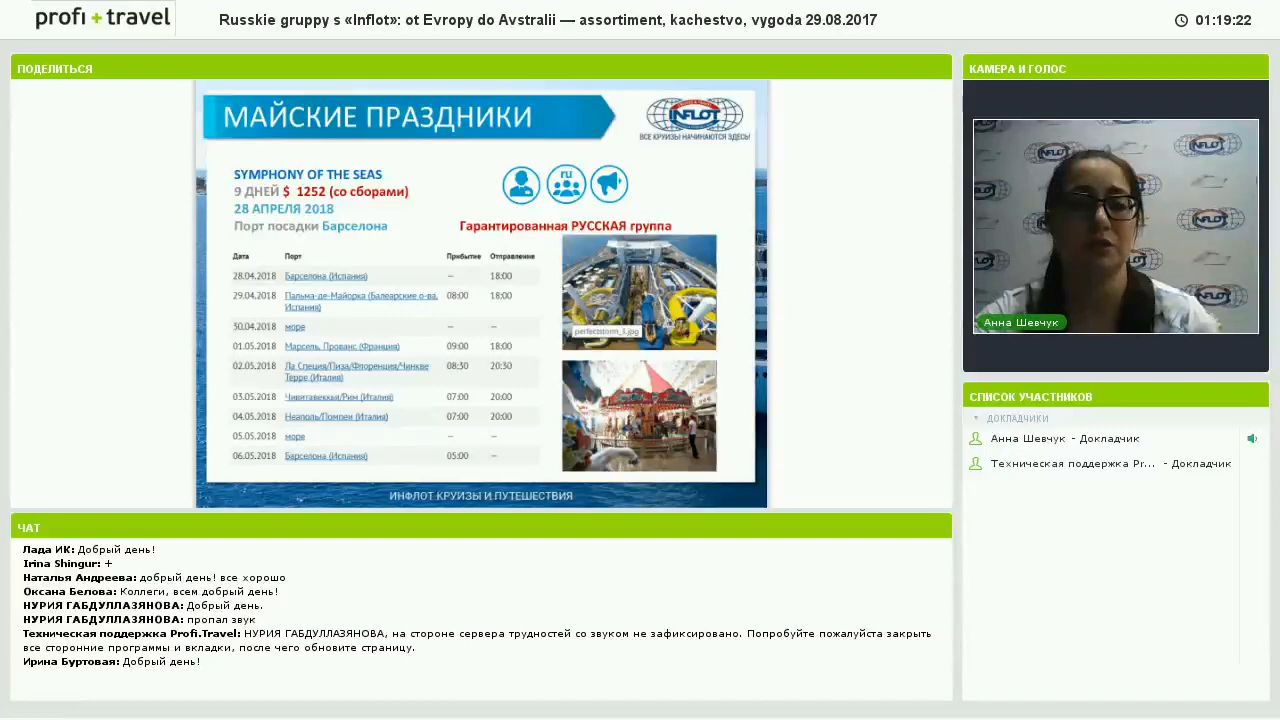 profi + travel
Russkie gruppy s «Inflot»: ot Evropy do Avstralii — assortiment, kachestvo, vygoda 29.08.2017
01:19:22
ПОДЕЛИТЬСЯ
МАЙСКИЕ ПРАЗДНИКИ
INFLOT
ВСЕ КРУИЗЫ НАЧИНАЮТСЯ ЗДЕСЬ!
SYMPHONY OF THE SEAS
9 ДНЕЙ $ 1252 (со сборами)
28 АПРЕЛЯ 2018
Порт посадки Барселона
ru
Гарантированная РУССКАЯ группа
Дата Порт Прибытие Отправление
28.04.2018 Барселона (Испания) -- 18:00
29.04.2018 Пальма-де-Майорка (Балеарские о-ва, 08:00 18:00
Испания)
30.04.2018 море -- --
01.05.2018 Марсель, Прованс (Франция) 09:00 18:00
02.05.2018 Ла Специя/Пиза/Флоренция/Чинкве 08:30 20:30
Терре (Италия)
03.05.2018 Чивитавеккья/Рим (Италия) 07:00 20:00
04.05.2018 Неаполь/Помпеи (Италия) 07:00 20:00
05.05.2018 море -- --
06.05.2018 Барселона (Испания) 05:00 --
perfectstorm_il.jpg
ИНФЛОТ КРУИЗЫ И ПУТЕШЕСТВИЯ
КАМЕРА И ГОЛОС
INFLOT
INFLOT
INFLOT
INFLOT
INFLOT
Анна Шевчук
СПИСОК УЧАСТНИКОВ
ДОКЛАДЧИКИ
Анна Шевчук - Докладчик
Техническая поддержка Pr... - Докладчик
ЧАТ
Лада ИК: Добрый день!
Irina Shingur: +
Наталья Андреева: добрый день! все хорошо
Оксана Белова: Коллеги, всем добрый день!
НУРИЯ ГАБДУЛЛАЗЯНОВА: Добрый день.
НУРИЯ ГАБДУЛЛАЗЯНОВА: пропал звук
Техническая поддержка Profi.Travel: НУРИЯ ГАБДУЛЛАЗЯНОВА, на стороне сервера трудностей со звуком не зафиксировано. Попробуйте пожалуйста закрыть
все сторонние программы и вкладки, после чего обновите страницу.
Ирина Буртовая: Добрый день!